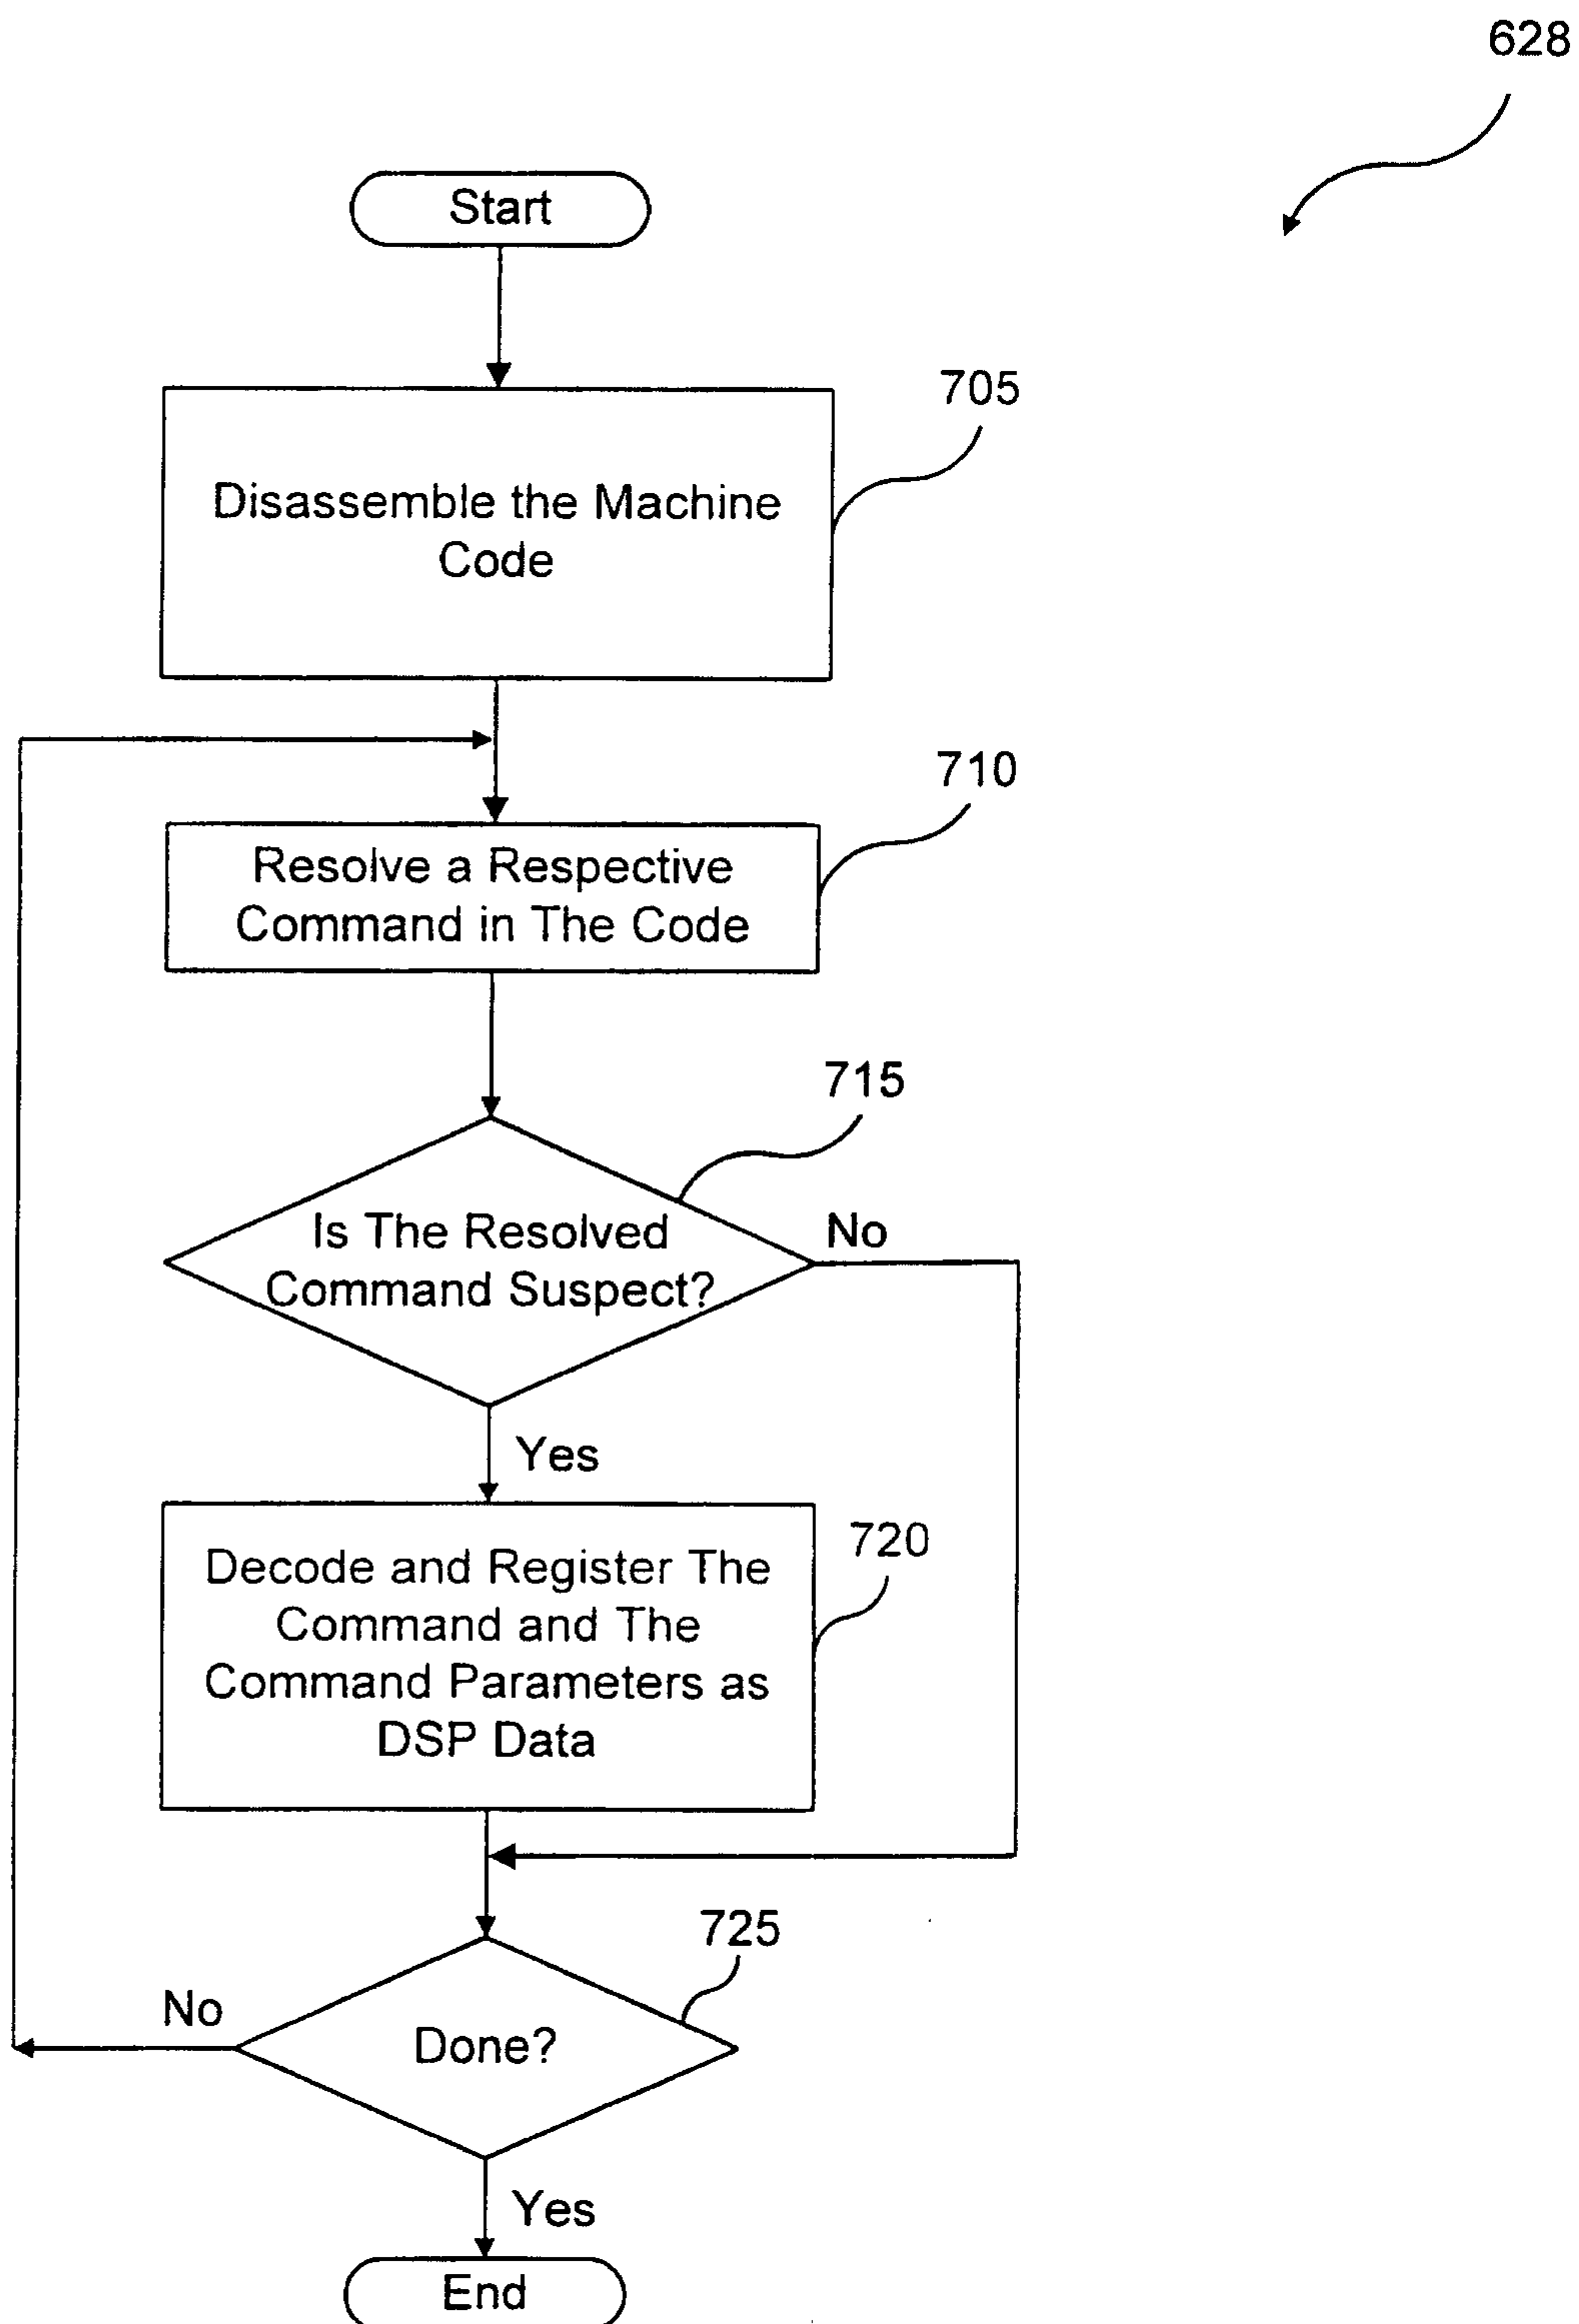 628
Start
705
Disassemble the Machine
Code
710
Resolve a Respective
Command in The Code
715
Is The Resolved
Command Suspect?
No
Yes
720
Decode and Register The
Command and The
Command Parameters as
DSP Data
725
No
Done?
Yes
End